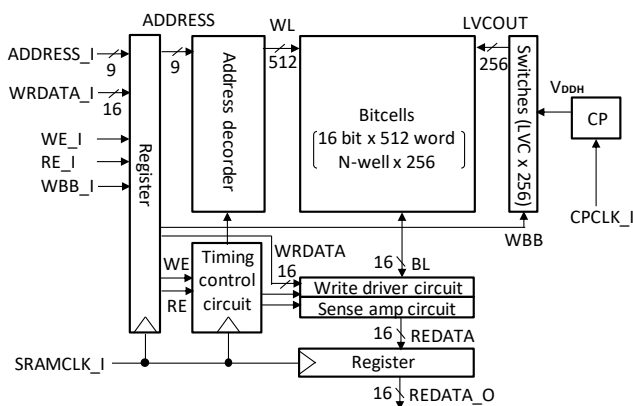 ADDRESS
WL
LVCOUT
ADDRESS_I
9
9
512
256
WRDATA_I
16
Address decorder
Bitcells
16 bit x 512 word
N-well x 256
Switches (LVC x 256)
VDDH
CP
WE_I
RE_I
WBB_I
Register
CPCLK_I
WBB
WRDATA
16
16
BL
WE
RE
Timing
control
circuit
Write driver circuit
Sense amp circuit
16
REDATA
SRAMCLK_I
Register
16
REDATA_O